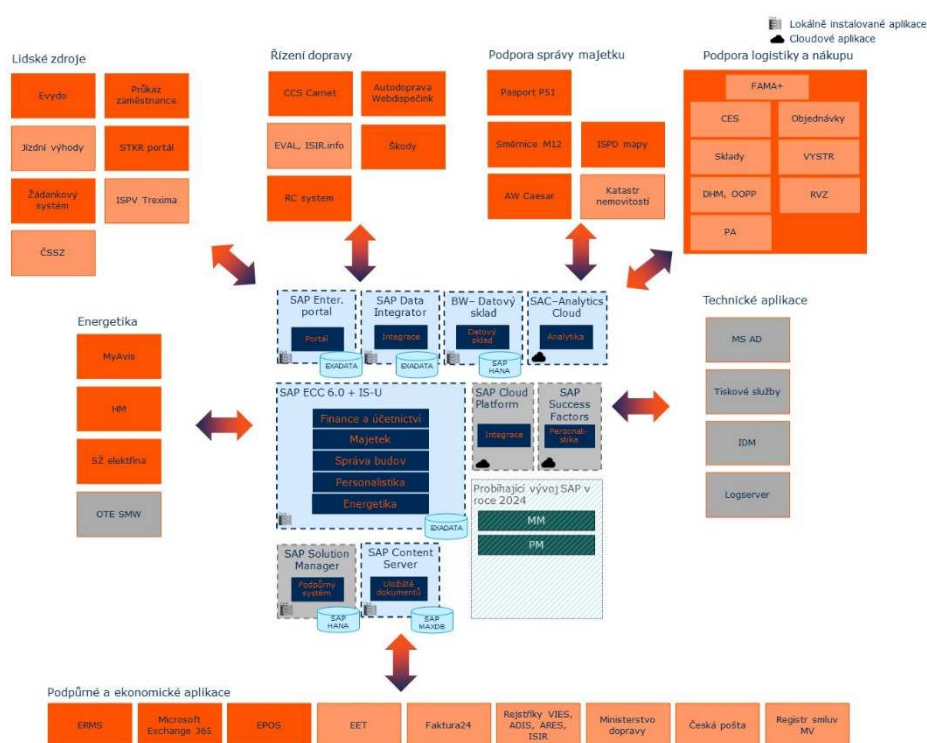 Lokálně instalované aplikace
Cloudové aplikace
Lidské zdroje
Evydo
Průkaz
zaměstnance
Jízdní výhody
STKR portál
Žádankový
systém
ISPV Trexima
ČSSZ
Řízení dopravy
CCS Carnet
Autodoprava
Webdispečink
EVAL, ISIR.info
Škody
RC system
Podpora správy majetku
Pasport PS1
Směrnice M12
ISPD mapy
AW Caesar
Katastr
nemovitostí
Podpora logistiky a nákupu
FAMA+
CES
Objednávky
Sklady
VYSTR
DHM, OOPP
RVZ
PA
Energetika
MyAvis
HM
SŽ elektřina
OTE SMW
SAP Enter.
portál
Portál
EXADATA
SAP Data
Integrator
Integrace
EXADATA
BW– Datový
sklad
Datový
sklad
SAP
HANA
SAC–Analytics
Cloud
Analytika
SAP ECC 6.0 + IS-U
Finance a účetnictví
Majetek
Správa budov
Personalistika
Energetika
EXADATA
SAP Cloud
Platform
Integrace
SAP
Success
Factors
Personali-
stika
Probíhající vývoj SAP v
roce 2024
MM
PM
SAP Solution
Manager
Podpůrný
systém
SAP
HANA
SAP Content
Server
Uložiště
dokumentů
SAP
MAXDB
Technické aplikace
MS AD
Tiskové služby
IDM
Logserver
Podpůrné a ekonomické aplikace
ERMS
Microsoft
Exchange 365
EPOS
EET
Faktura24
Rejstříky VIES,
ADIS, ARES,
ISIR
Ministerstvo
dopravy
Česká pošta
Registr smluv
MV